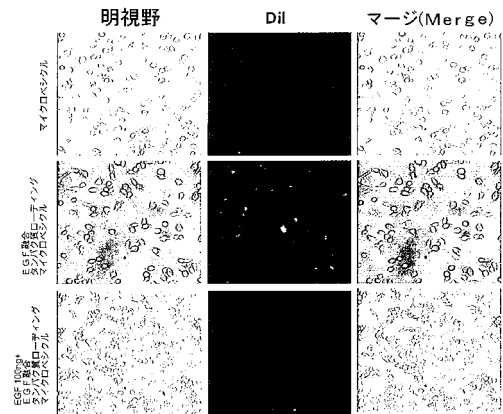 明視野
DiI
マージ(Merge)
マイクロベシクル
EGF融合
タンパク質ローディング
マイクロベシクル
EGF 100ng+
EGF融合
タンパク質ローディング
マイクロベシクル